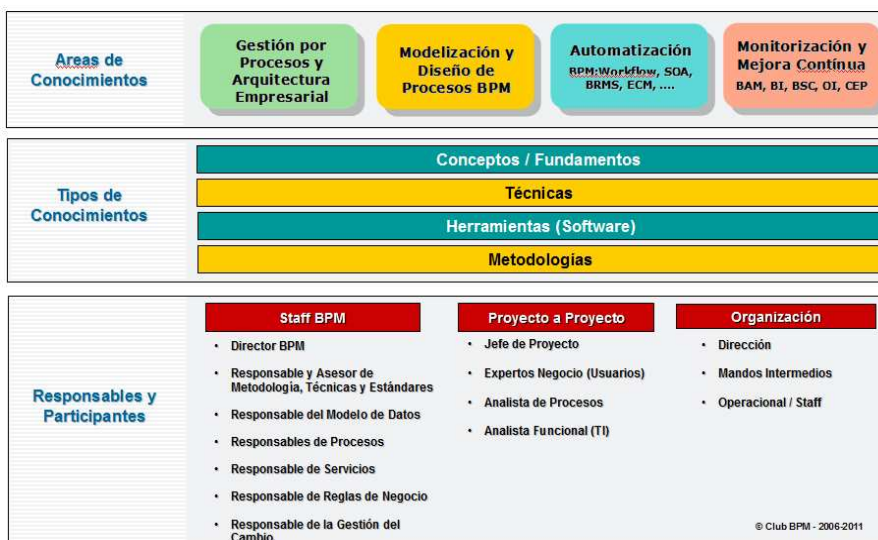 Areas de
Conocimientos
Gestión por
Procesos y
Arquitectura
Empresarial
Modelización y
Diseño de
Procesos BPM
Automatización
BPM:Workflow, SOA,
BRMS, ECM, ....
Monitorización y
Mejora Contínua
BAM, BI, BSC, OI, CEP
Tipos de
Conocimientos
Conceptos / Fundamentos
Técnicas
Herramientas (Software)
Metodologías
Responsables y
Participantes
Staff BPM
• Director BPM
• Responsable y Asesor de
Metodología, Técnicas y Estándares
• Responsable del Modelo de Datos
• Responsables de Procesos
• Responsable de Servicios
• Responsable de Reglas de Negocio
• Responsable de la Gestión del
Cambio
Proyecto a Proyecto
• Jefe de Proyecto
• Expertos Negocio (Usuarios)
• Analista de Procesos
• Analista Funcional (TI)
Organización
• Dirección
• Mandos Intermedios
• Operacional / Staff
© Club BPM - 2006-2011